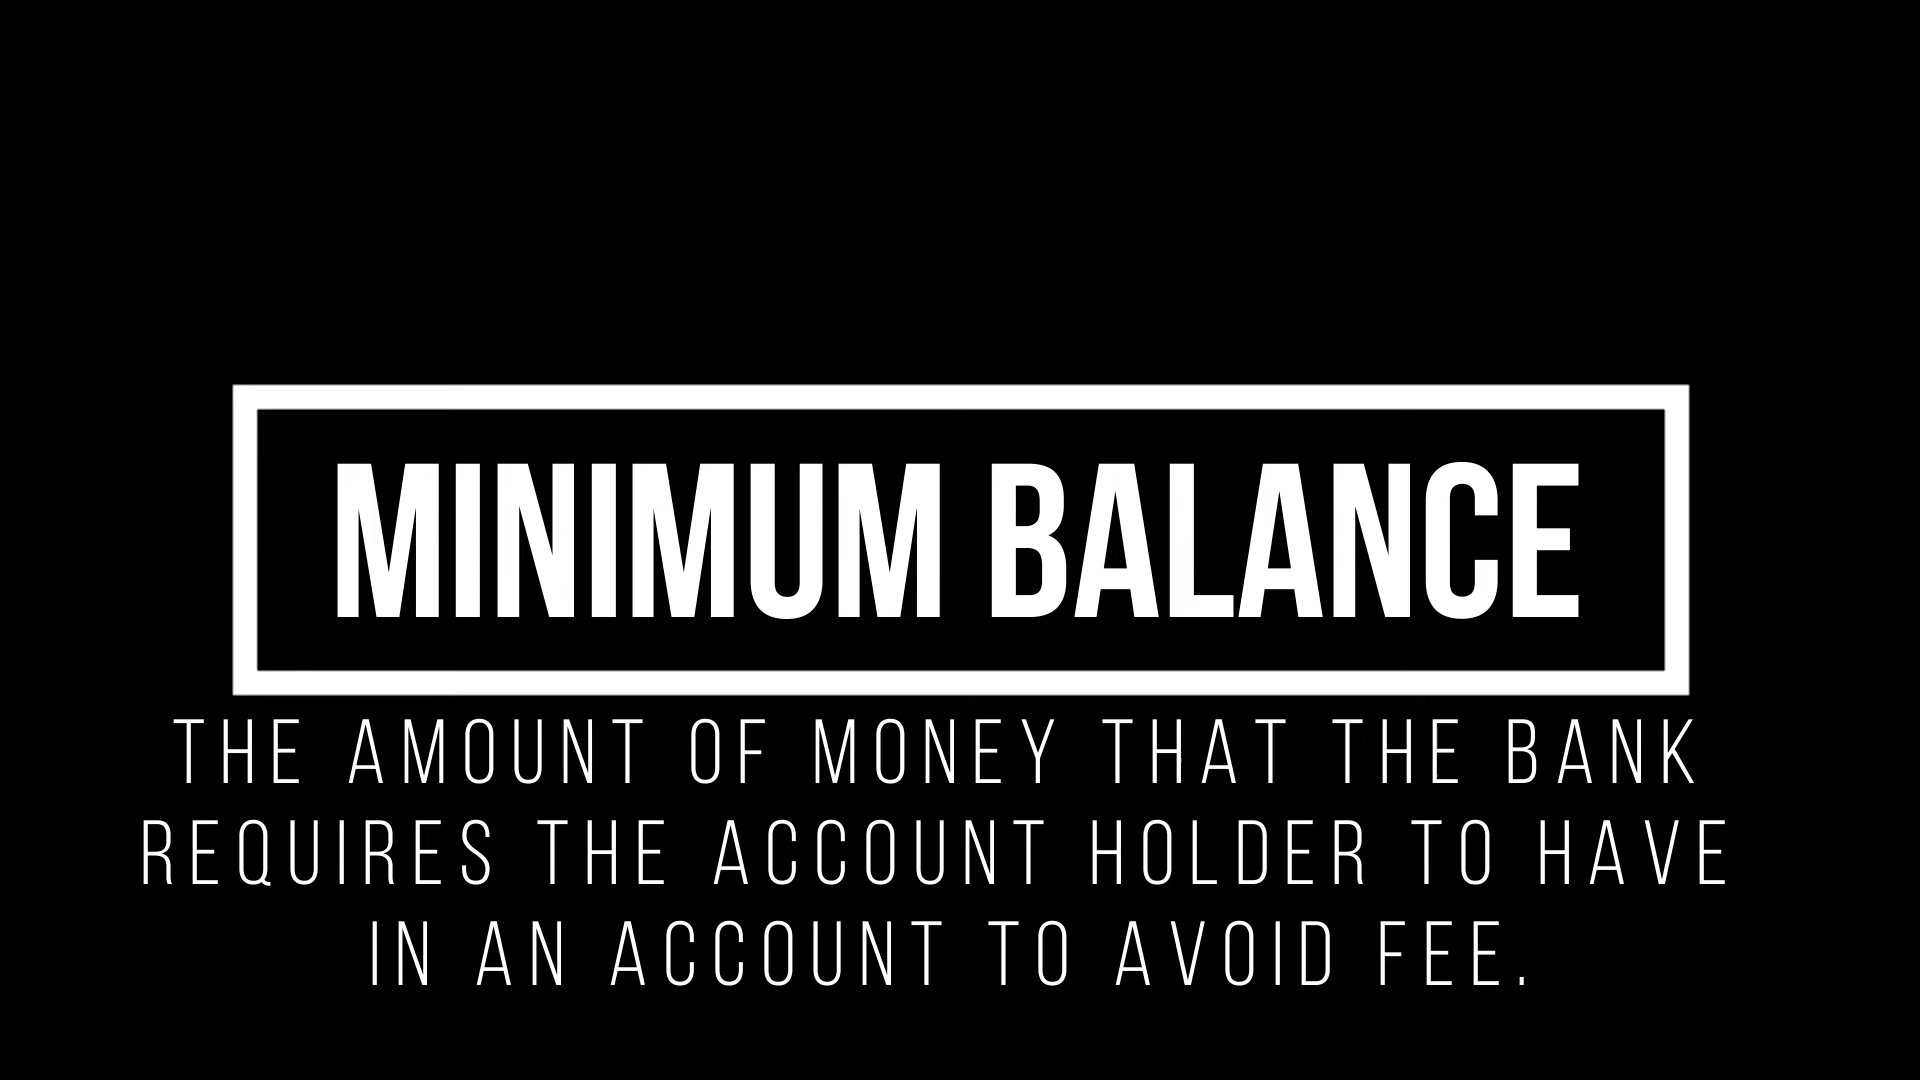 MINIMUM BALANCE
THE AMOUNT OF MONEY THAT THE BANK
REQUIRES THE ACCOUNT HOLDER TO HAVE
IN AN ACCOUNT TO AVOID FEE.